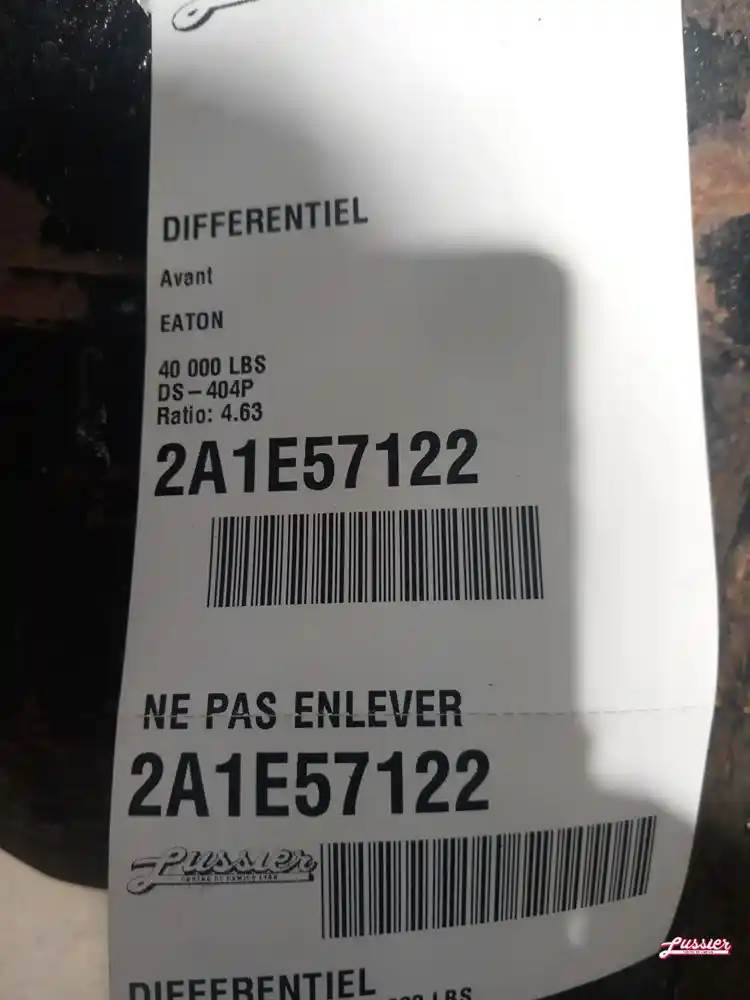 DIFFERENTIEL
Avant
EATON
40 000 LBS
DS-404P
Ratio: 4.63
2A1E57122
NE PAS ENLEVER
2A1E57122
Lussier
DIFFERENTIEL
LBS
Lussier